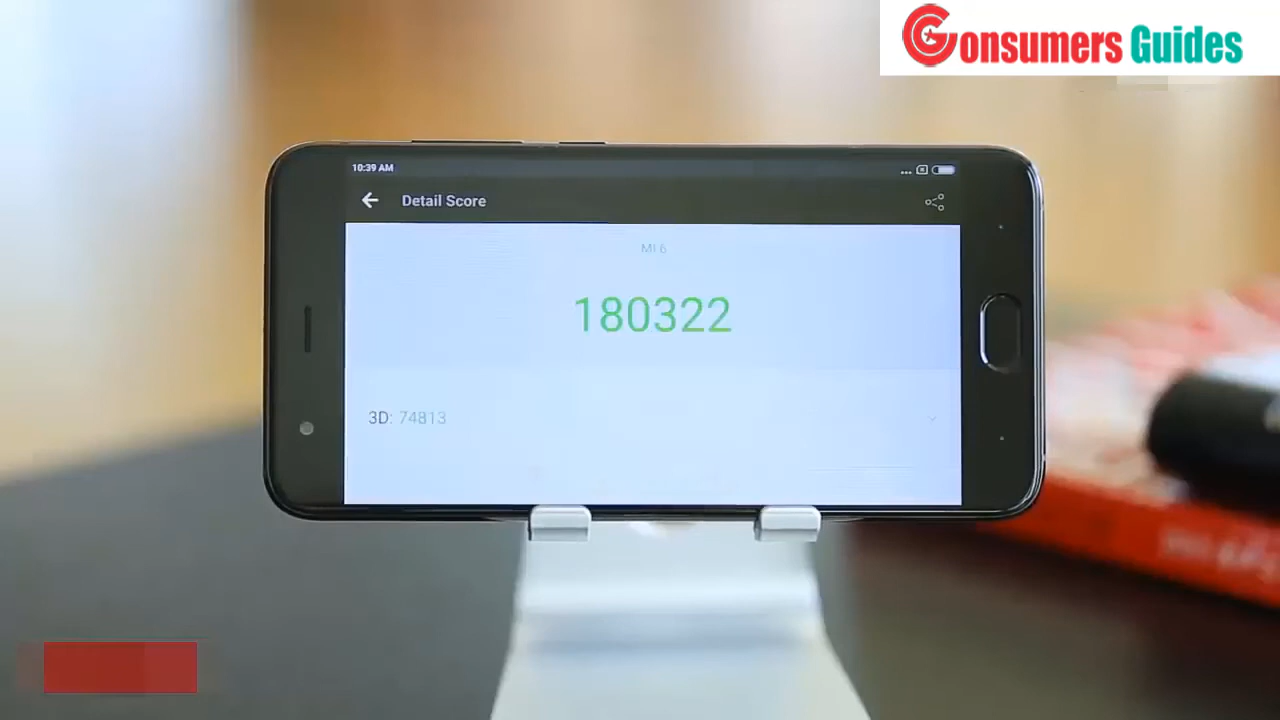 Consumers Guides
10:39 AM
Detail Score
MI 6
180322
3D: 74813